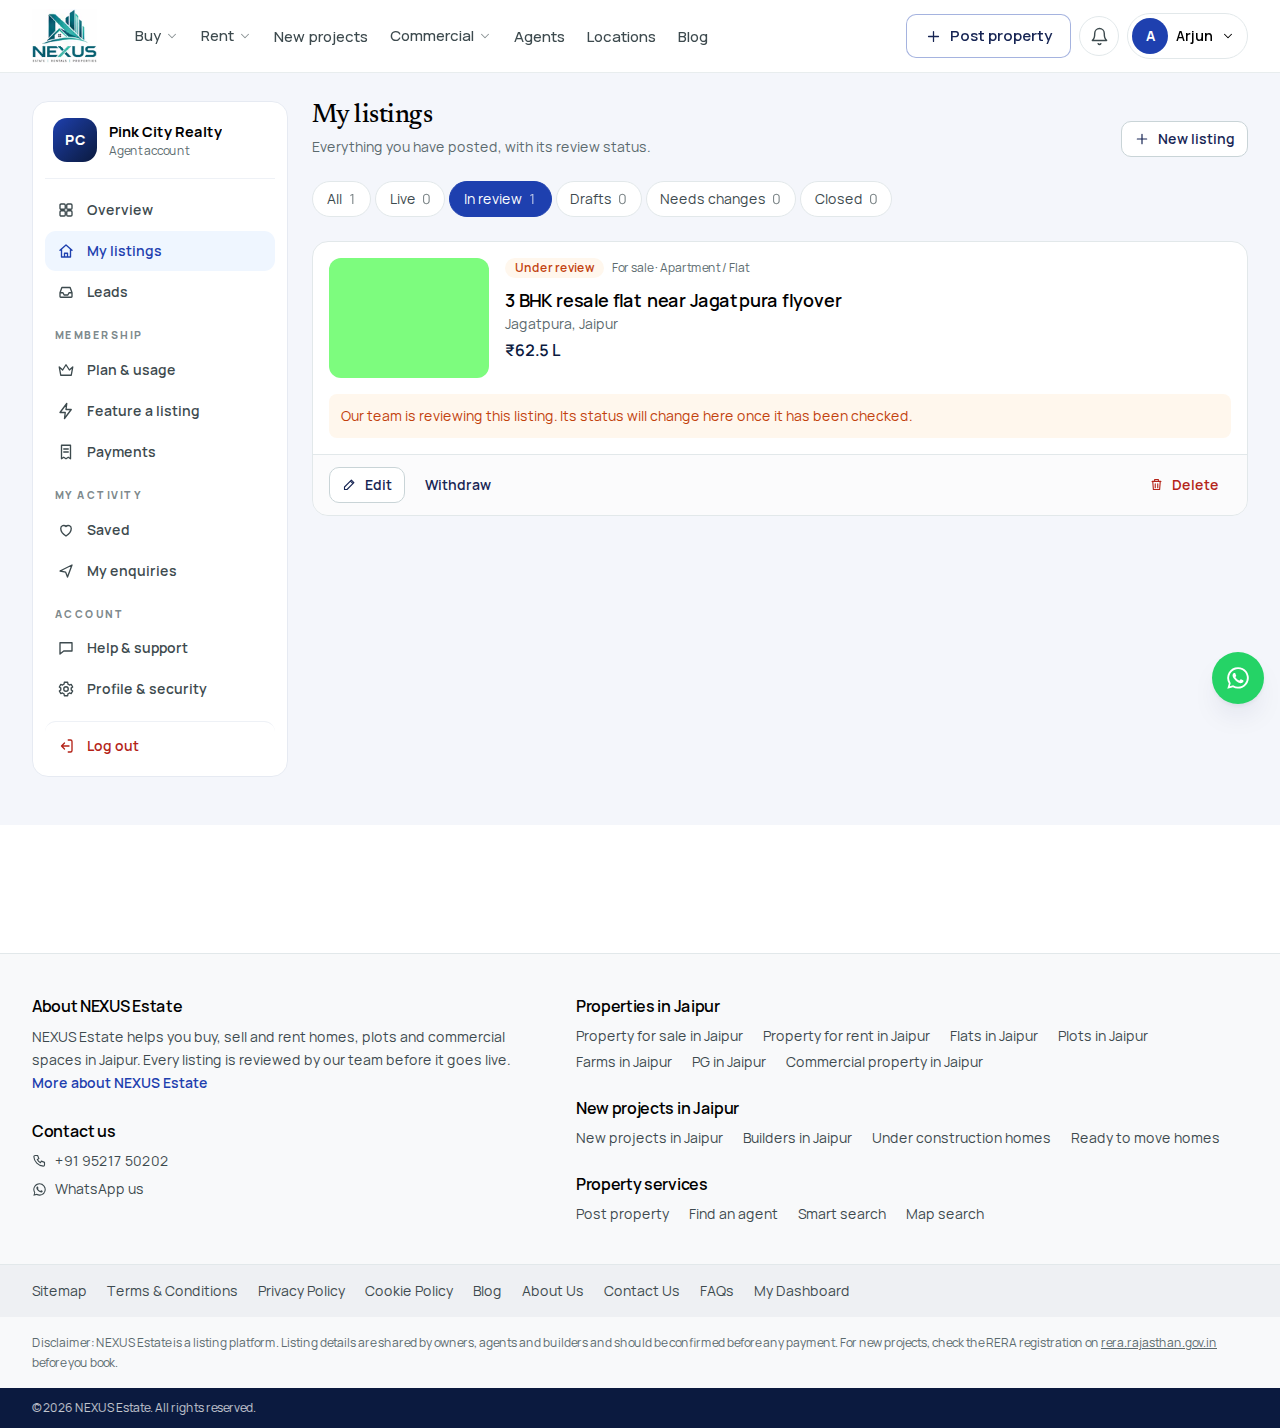 NEXUS
Buy
Rent
New projects
Commercial
Agents
Locations
Blog
Post property
A
Arjun
PC
Pink City Realty
Agent account
Overview
My listings
Leads
MEMBERSHIP
Plan & usage
Feature a listing
Payments
MY ACTIVITY
Saved
My enquiries
ACCOUNT
Help & support
Profile & security
Log out
My listings
Everything you have posted, with its review status.
New listing
All 1
Live 0
In review 1
Drafts 0
Needs changes 0
Closed 0
Under review
For sale · Apartment / Flat
3 BHK resale flat near Jagatpura flyover
Jagatpura, Jaipur
₹62.5 L
Our team is reviewing this listing. Its status will change here once it has been checked.
Edit
Withdraw
Delete
About NEXUS Estate
NEXUS Estate helps you buy, sell and rent homes, plots and commercial
spaces in Jaipur. Every listing is reviewed by our team before it goes live.
More about NEXUS Estate
Contact us
+91 95217 50202
WhatsApp us
Properties in Jaipur
Property for sale in Jaipur Property for rent in Jaipur Flats in Jaipur Plots in Jaipur
Farms in Jaipur PG in Jaipur Commercial property in Jaipur
New projects in Jaipur
New projects in Jaipur Builders in Jaipur Under construction homes Ready to move homes
Property services
Post property Find an agent Smart search Map search
Sitemap Terms & Conditions Privacy Policy Cookie Policy Blog About Us Contact Us FAQs My Dashboard
Disclaimer: NEXUS Estate is a listing platform. Listing details are shared by owners, agents and builders and should be confirmed before any payment. For new projects, check the RERA registration on rera.rajasthan.gov.in
before you book.
© 2026 NEXUS Estate. All rights reserved.